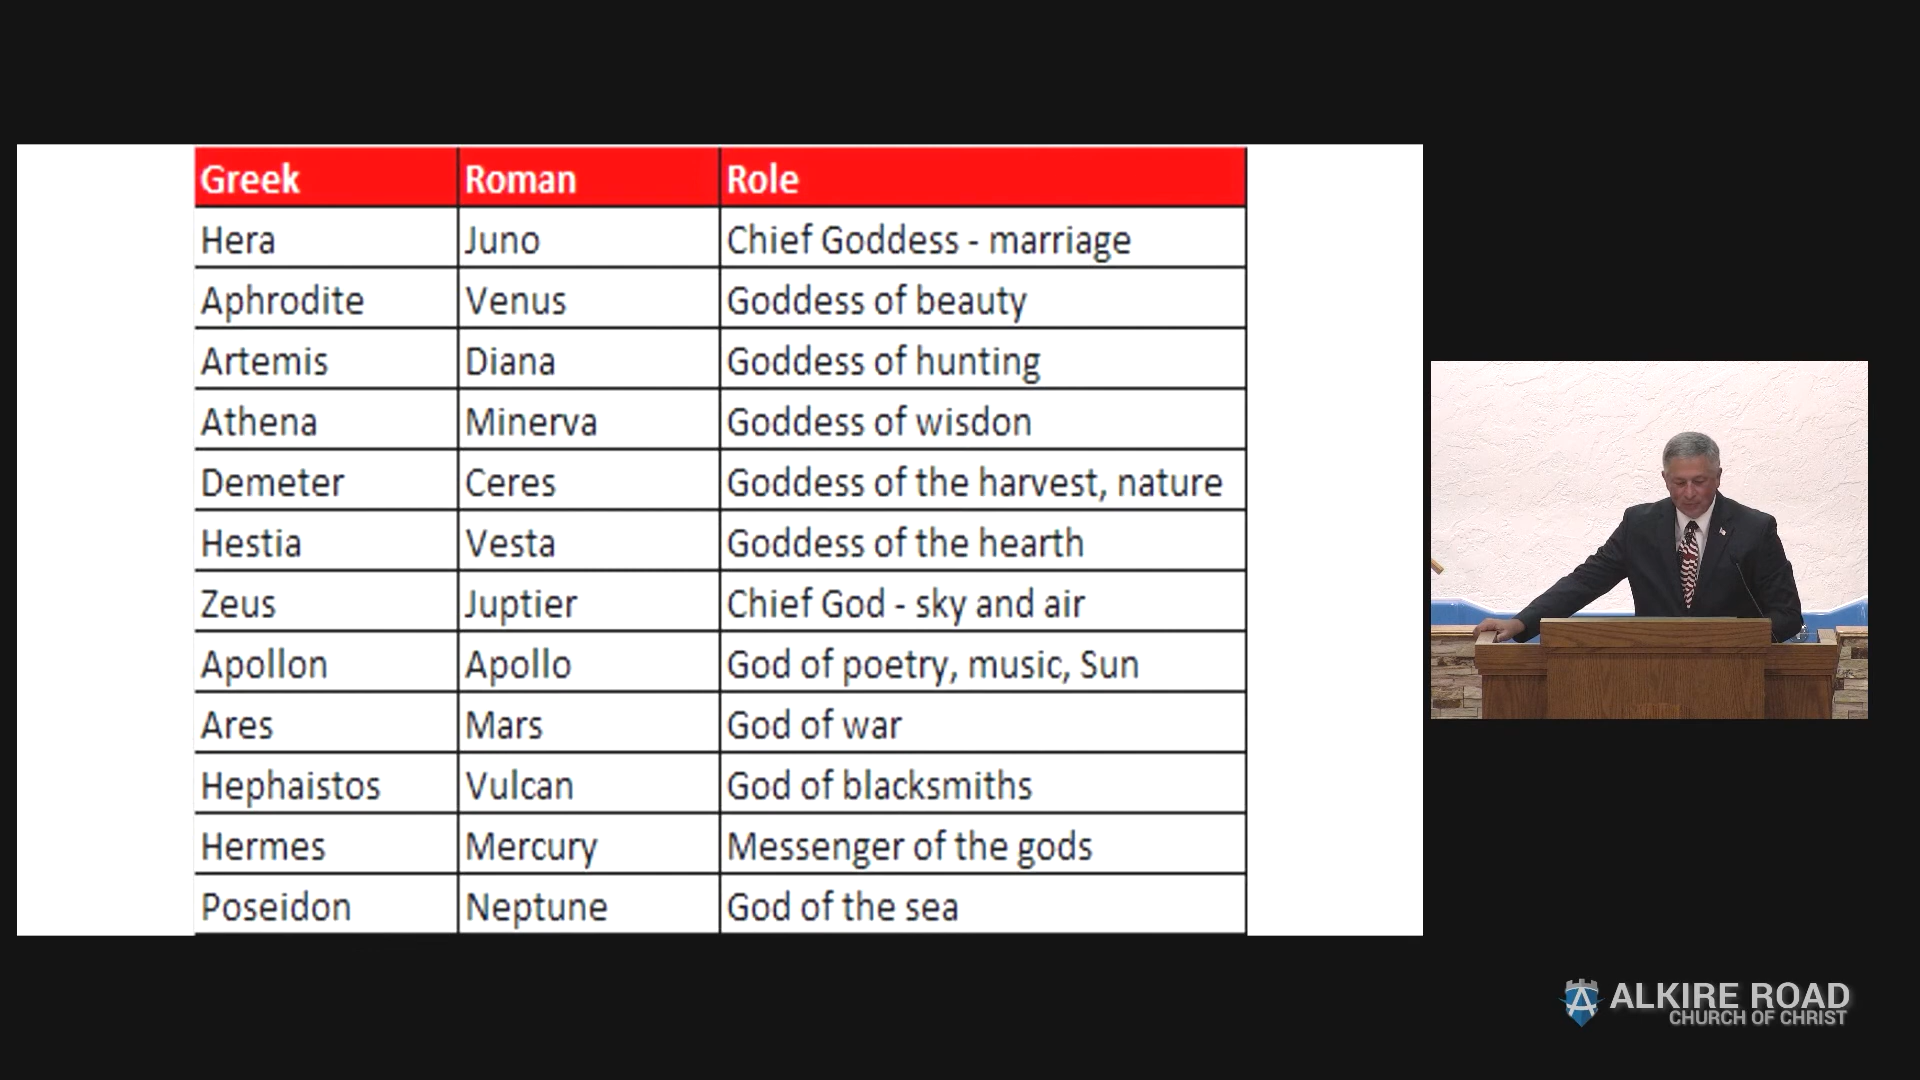 Greek Roman Role
Hera Juno Chief Goddess - marriage
Aphrodite Venus Goddess of beauty
Artemis Diana Goddess of hunting
Athena Minerva Goddess of wisdon
Demeter Ceres Goddess of the harvest, nature
Hestia Vesta Goddess of the hearth
Zeus Juptier Chief God - sky and air
Apollon Apollo God of poetry, music, Sun
Ares Mars God of war
Hephaistos Vulcan God of blacksmiths
Hermes Mercury Messenger of the gods
Poseidon Neptune God of the sea
ALKIRE ROAD
CHURCH OF CHRIST